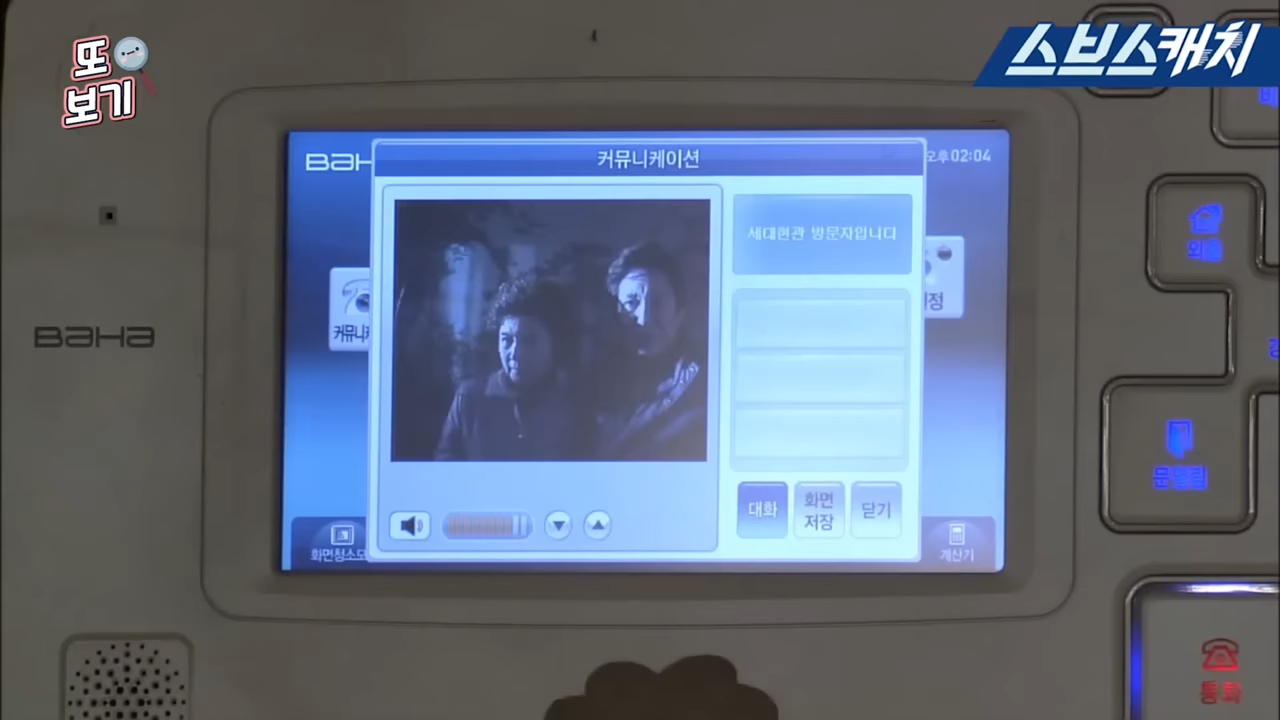 또
보기
스브스캐치
BAHA
커뮤니케이션
오후 02:04
세대현관 방문자입니다
커뮤니케
정
대화
화면
저장
닫기
화면청소모
계산기
BAHA
외출
문열림
통화